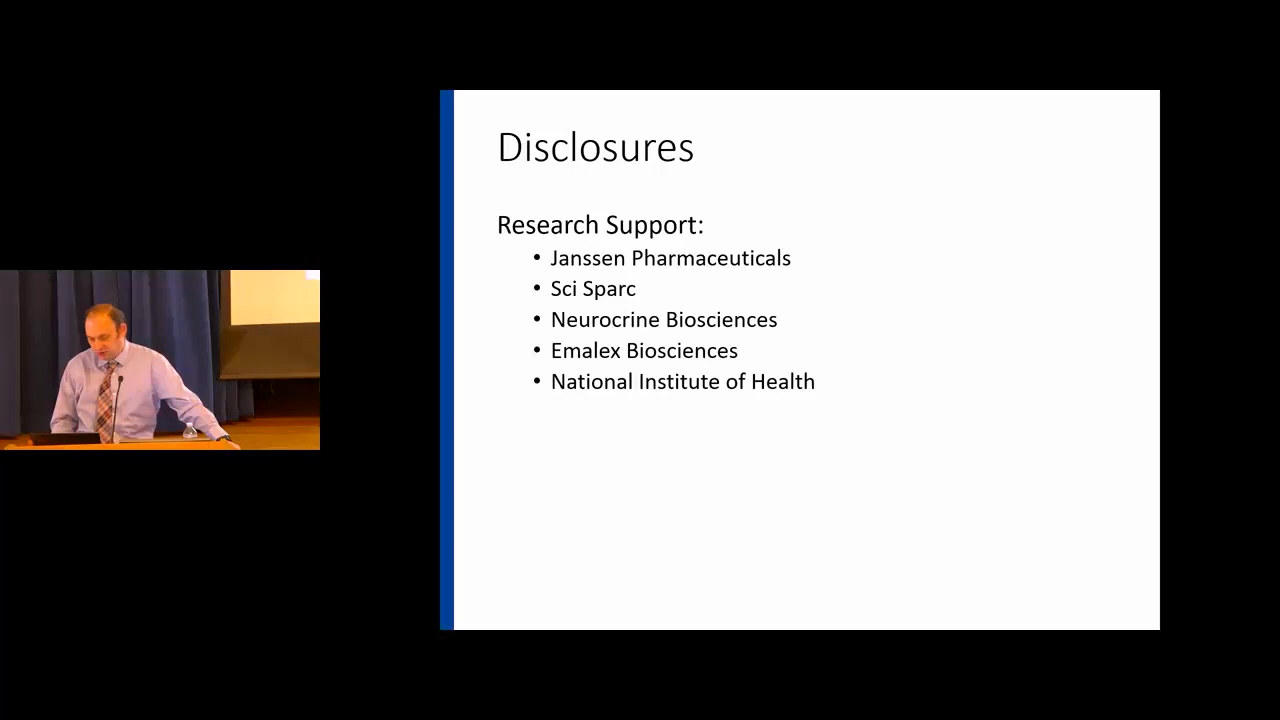 Disclosures
Research Support:
• Janssen Pharmaceuticals
• Sci Sparc
• Neurocrine Biosciences
• Emalex Biosciences
• National Institute of Health